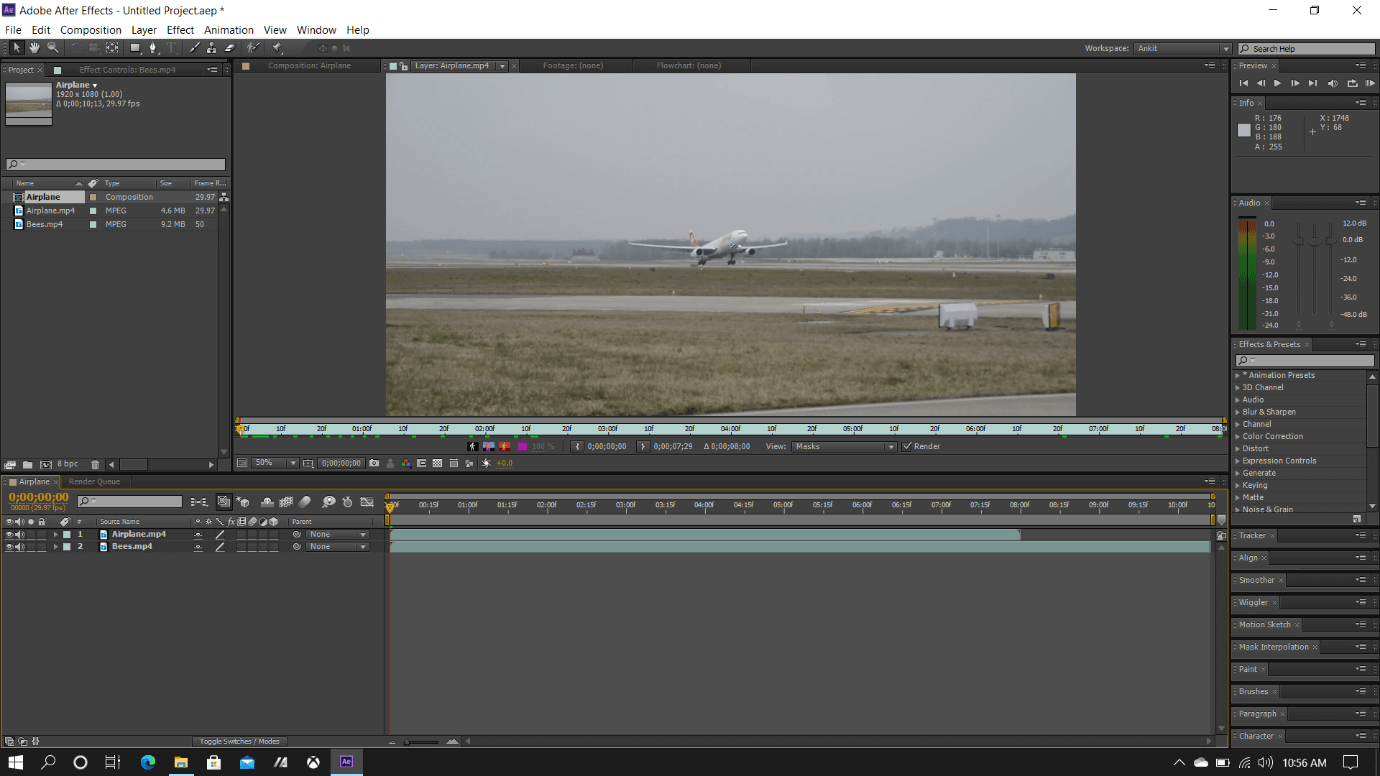 Ae Adobe After Effects - Untitled Project.aep *
File Edit Composition Layer Effect Animation View Window Help
Workspace: Ankit Search Help
Project × Effect Controls: Bees.mp4
Composition: Airplane Layer: Airplane.mp4 × Footage: (none) Flowchart: (none)
Airplane
1920 x 1080 (1.00)
Δ 0;00;10;13, 29.97 fps
Name Type Size Frame R...
Airplane Composition 29.97
Airplane.mp4 MPEG 4.6 MB 29.97
Bees.mp4 MPEG 9.2 MB 50
8 bpc
10f 20f 01:00f 10f 20f 02:00f 10f 20f 03:00f 10f 20f 04:00f 10f 20f 05:00f 10f 20f 06:00f 10f 20f 07:00f 10f 20f
100 % 0;00;00;00 0;00;07;29 Δ 0;00;08;00 View: Masks Render
50% 0;00;00;00 +0.0
Preview ×
Info ×
R : 176
G : 180
B : 188
A : 255
X : 1748
Y : 68
Audio ×
0.0
-3.0
-6.0
-9.0
-12.0
-15.0
-18.0
-21.0
-24.0
12.0 dB
0.0 dB
-12.0
-24.0
-36.0
-48.0 dB
0 0
Effects & Presets ×
* Animation Presets
3D Channel
Audio
Blur & Sharpen
Channel
Color Correction
Distort
Expression Controls
Generate
Keying
Matte
Noise & Grain
Tracker ×
Align ×
Smoother ×
Wiggler ×
Motion Sketch ×
Mask Interpolation ×
Paint ×
Brushes ×
Paragraph ×
Character ×
Airplane × Render Queue
0;00;00;00
00000 (29.97 fps)
00:15f 01:00f 01:15f 02:00f 02:15f 03:00f 03:15f 04:00f 04:15f 05:00f 05:15f 06:00f 06:15f 07:00f 07:15f 08:00f 08:15f 09:00f 09:15f 10:00f 10
# Source Name fx Parent
1 Airplane.mp4 None
2 Bees.mp4 None
Toggle Switches / Modes
Ae
10:56 AM